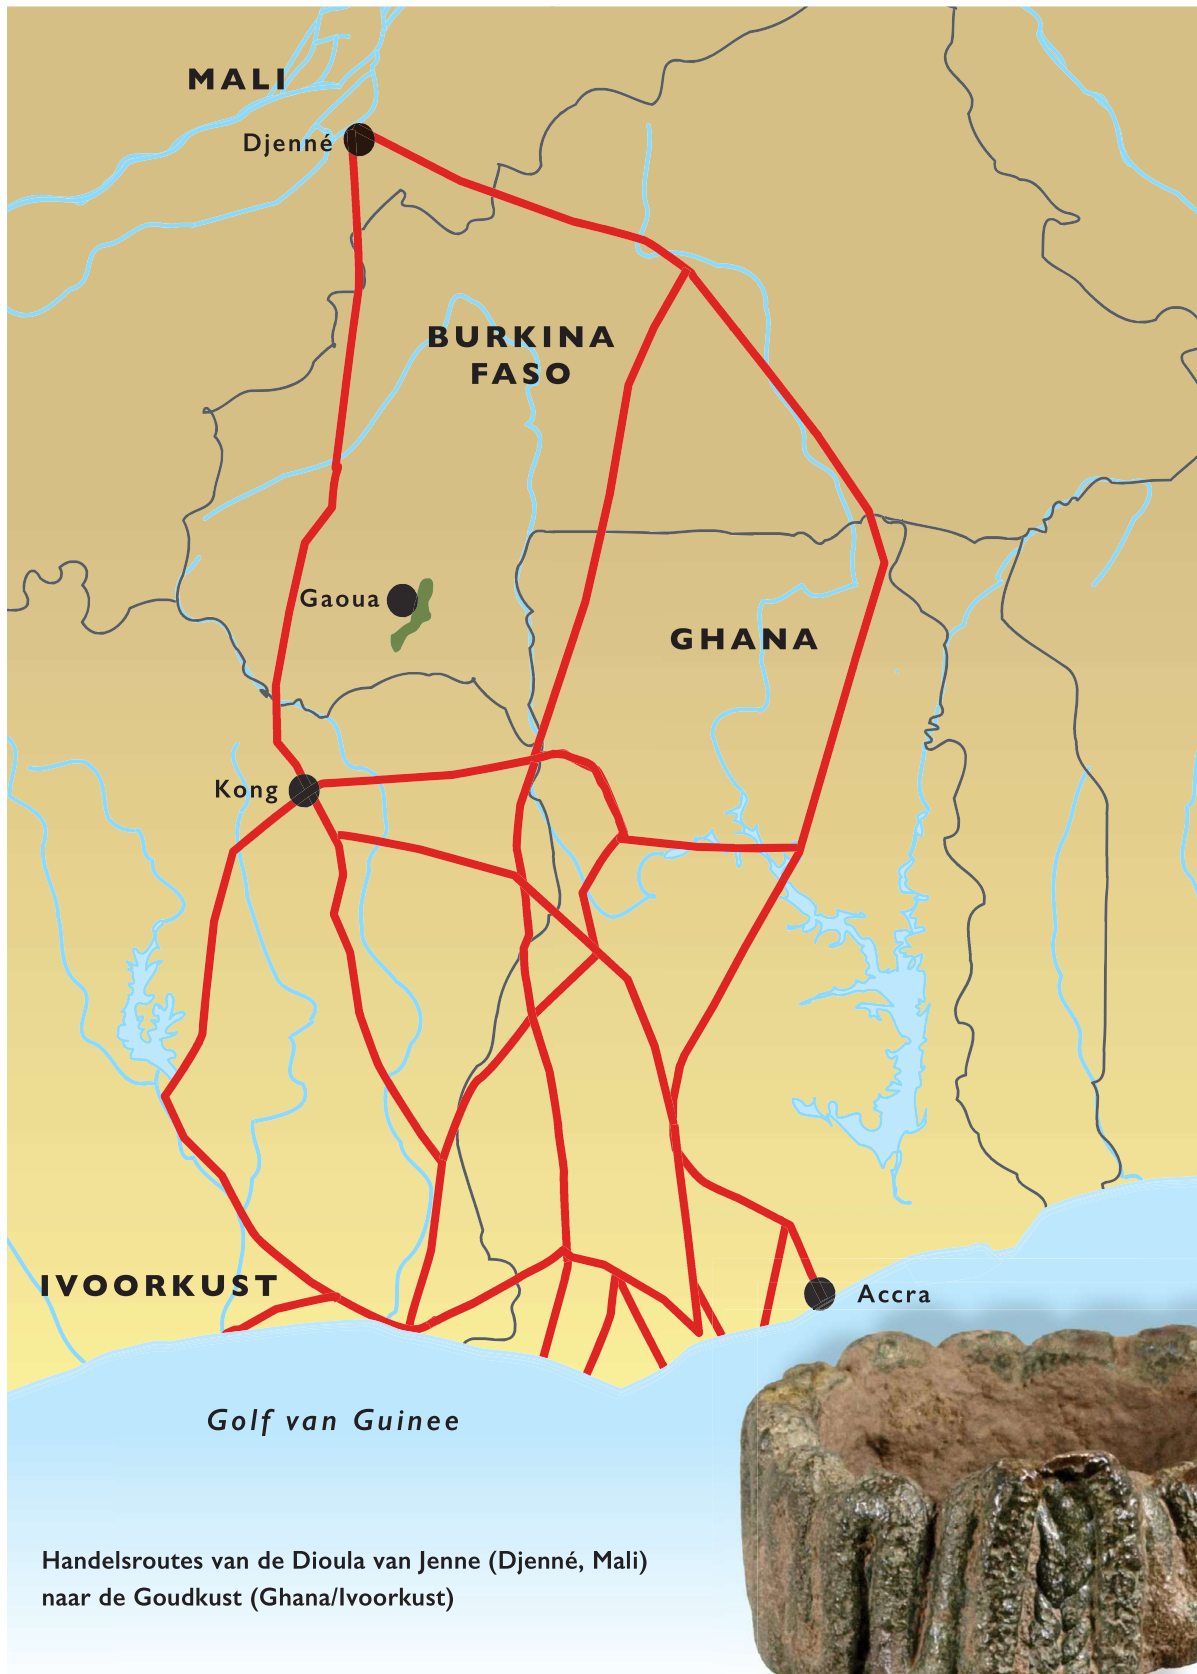 MALI
Djenné
BURKINA
FASO
Gaoua
GHANA
Kong
IVOORKUST
Accra
Golf van Guinee
Handelsroutes van de Dioula van Jenne (Djenné, Mali)
naar de Goudkust (Ghana/Ivoorkust)